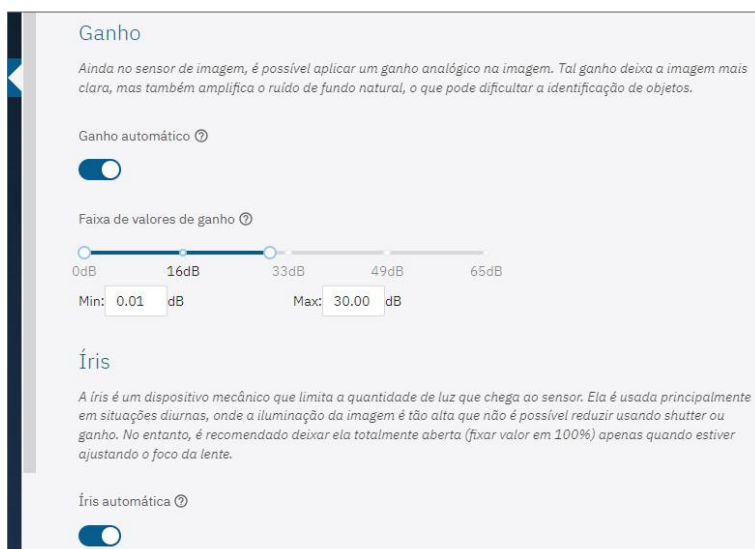 Ganho
Ainda no sensor de imagem, é possível aplicar um ganho analógico na imagem. Tal ganho deixa a imagem mais
clara, mas também amplifica o ruído de fundo natural, o que pode dificultar a identificação de objetos.
Ganho automático ?
Faixa de valores de ganho ?
0dB 16dB 33dB 49dB 65dB
Min: 0.01 dB Max: 30.00 dB
Íris
A íris é um dispositivo mecânico que limita a quantidade de luz que chega ao sensor. Ela é usada principalmente
em situações diurnas, onde a iluminação da imagem é tão alta que não é possível reduzir usando shutter ou
ganho. No entanto, é recomendado deixar ela totalmente aberta (fixar valor em 100%) apenas quando estiver
ajustando o foco da lente.
Íris automática ?